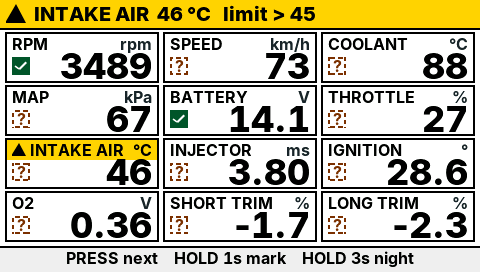 INTAKE AIR 46 °C limit > 45
RPM rpm
3489
SPEED km/h
? 73
COOLANT °C
? 88
MAP kPa
? 67
BATTERY V
14.1
THROTTLE %
? 27
INTAKE AIR °C
? 46
INJECTOR ms
? 3.80
IGNITION °
? 28.6
O2 V
? 0.36
SHORT TRIM %
? -1.7
LONG TRIM %
? -2.3
PRESS next HOLD 1s mark HOLD 3s night